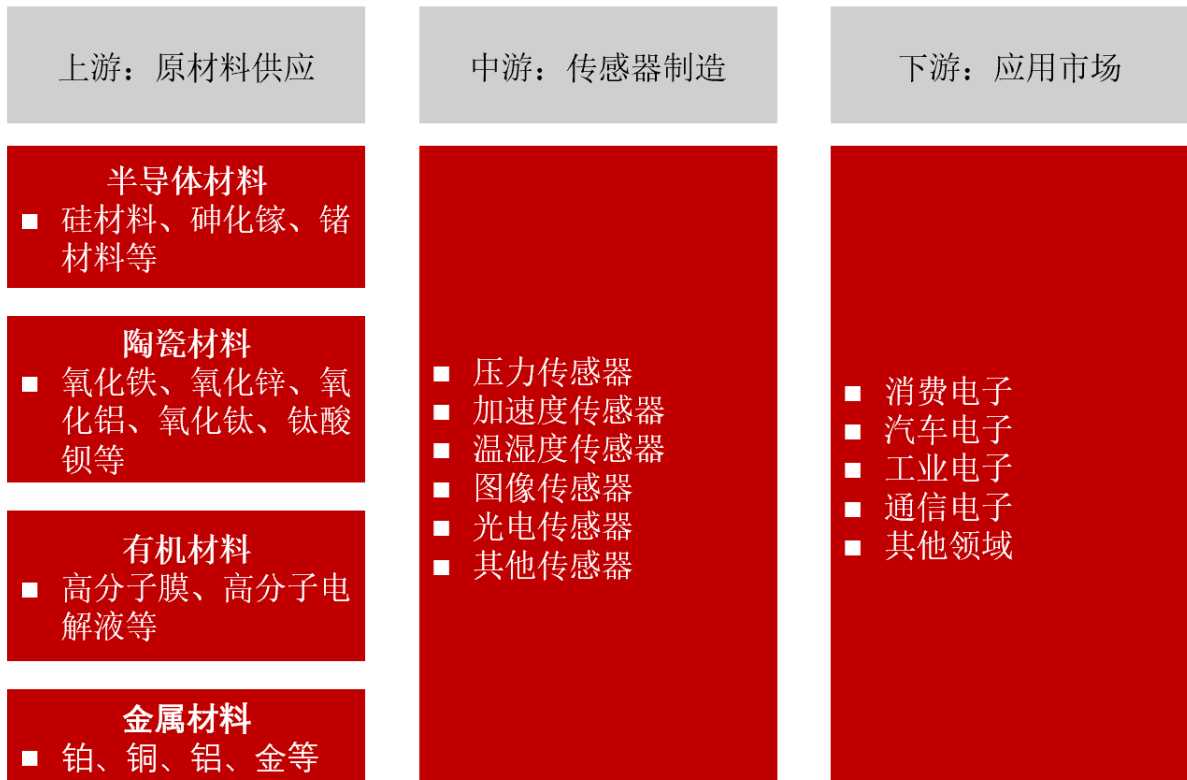 上游：原材料供应
半导体材料
■ 硅材料、砷化镓、锗
材料等
陶瓷材料
■ 氧化铁、氧化锌、氧
化铝、氧化钛、钛酸
钡等
有机材料
■ 高分子膜、高分子电
解液等
金属材料
■ 铂、铜、铝、金等
中游：传感器制造
■ 压力传感器
■ 加速度传感器
■ 温湿度传感器
■ 图像传感器
■ 光电传感器
■ 其他传感器
下游：应用市场
■ 消费电子
■ 汽车电子
■ 工业电子
■ 通信电子
■ 其他领域